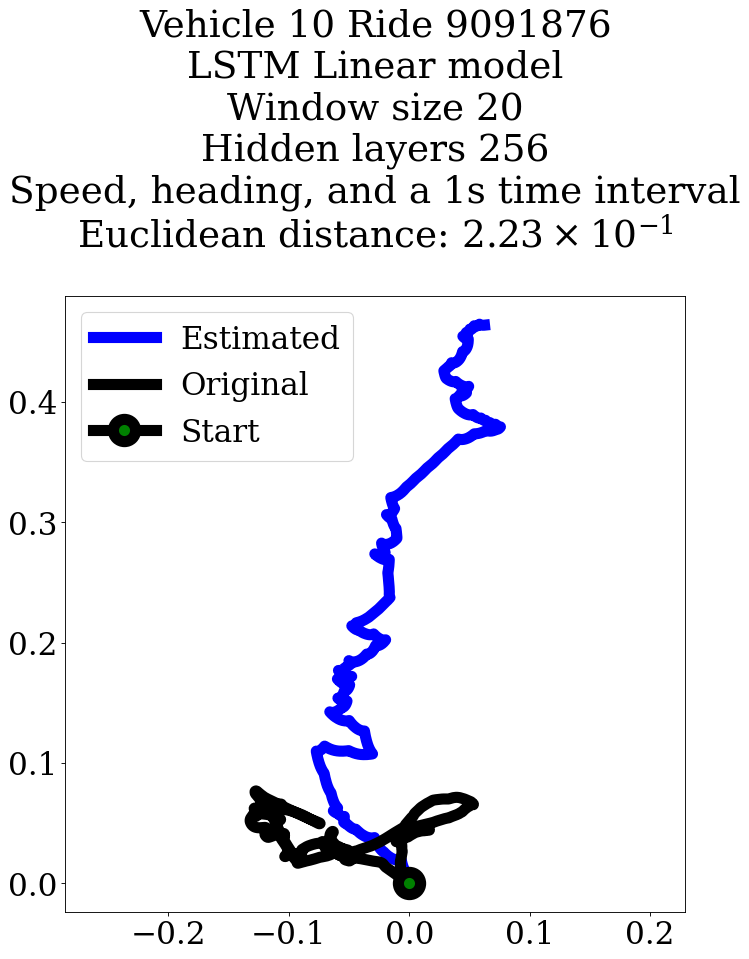 Vehicle 10 Ride 9091876
LSTM Linear model
Window size 20
Hidden layers 256
Speed, heading, and a 1s time interval
Euclidean distance: 2.23 × 10⁻¹
Estimated
Original
Start
0.4
0.3
0.2
0.1
0.0
−0.2 −0.1 0.0 0.1 0.2